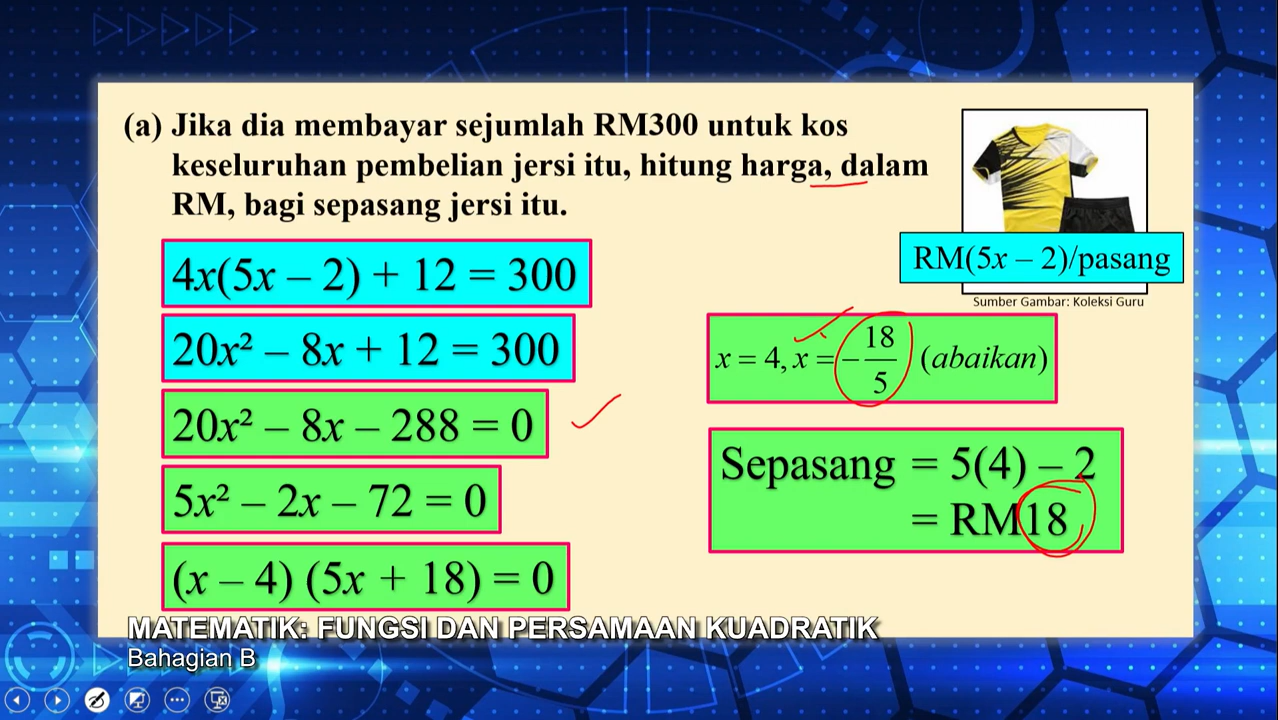 (a) Jika dia membayar sejumlah RM300 untuk kos
keseluruhan pembelian jersi itu, hitung harga, dalam
RM, bagi sepasang jersi itu.
RM(5x – 2)/pasang
Sumber Gambar: Koleksi Guru
4x(5x – 2) + 12 = 300
20x² – 8x + 12 = 300
20x² – 8x – 288 = 0
5x² – 2x – 72 = 0
(x – 4) (5x + 18) = 0
x = 4, x = –18/5 (abaikan)
Sepasang = 5(4) – 2
= RM18
MATEMATIK: FUNGSI DAN PERSAMAAN KUADRATIK
Bahagian B